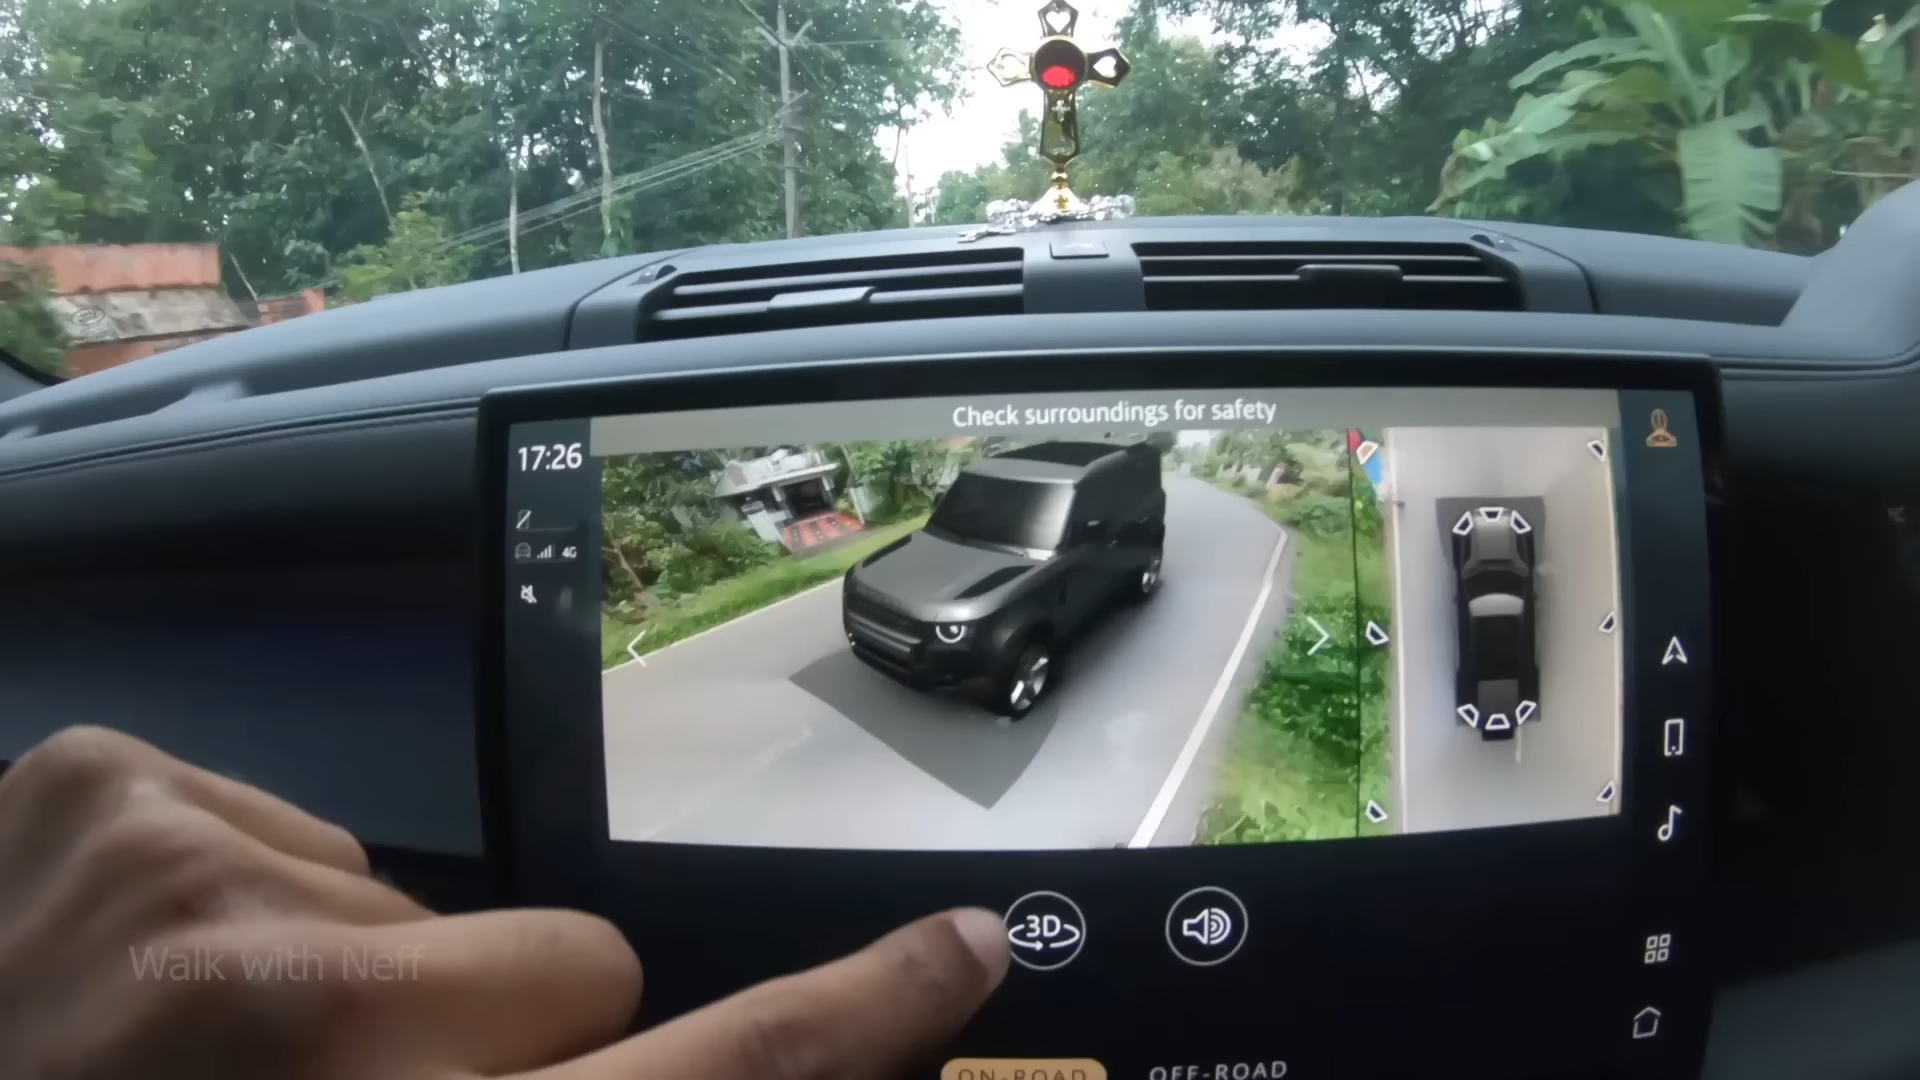 Check surroundings for safety
17:26
4G
3D
Walk with Neff
ON-ROAD
OFF-ROAD